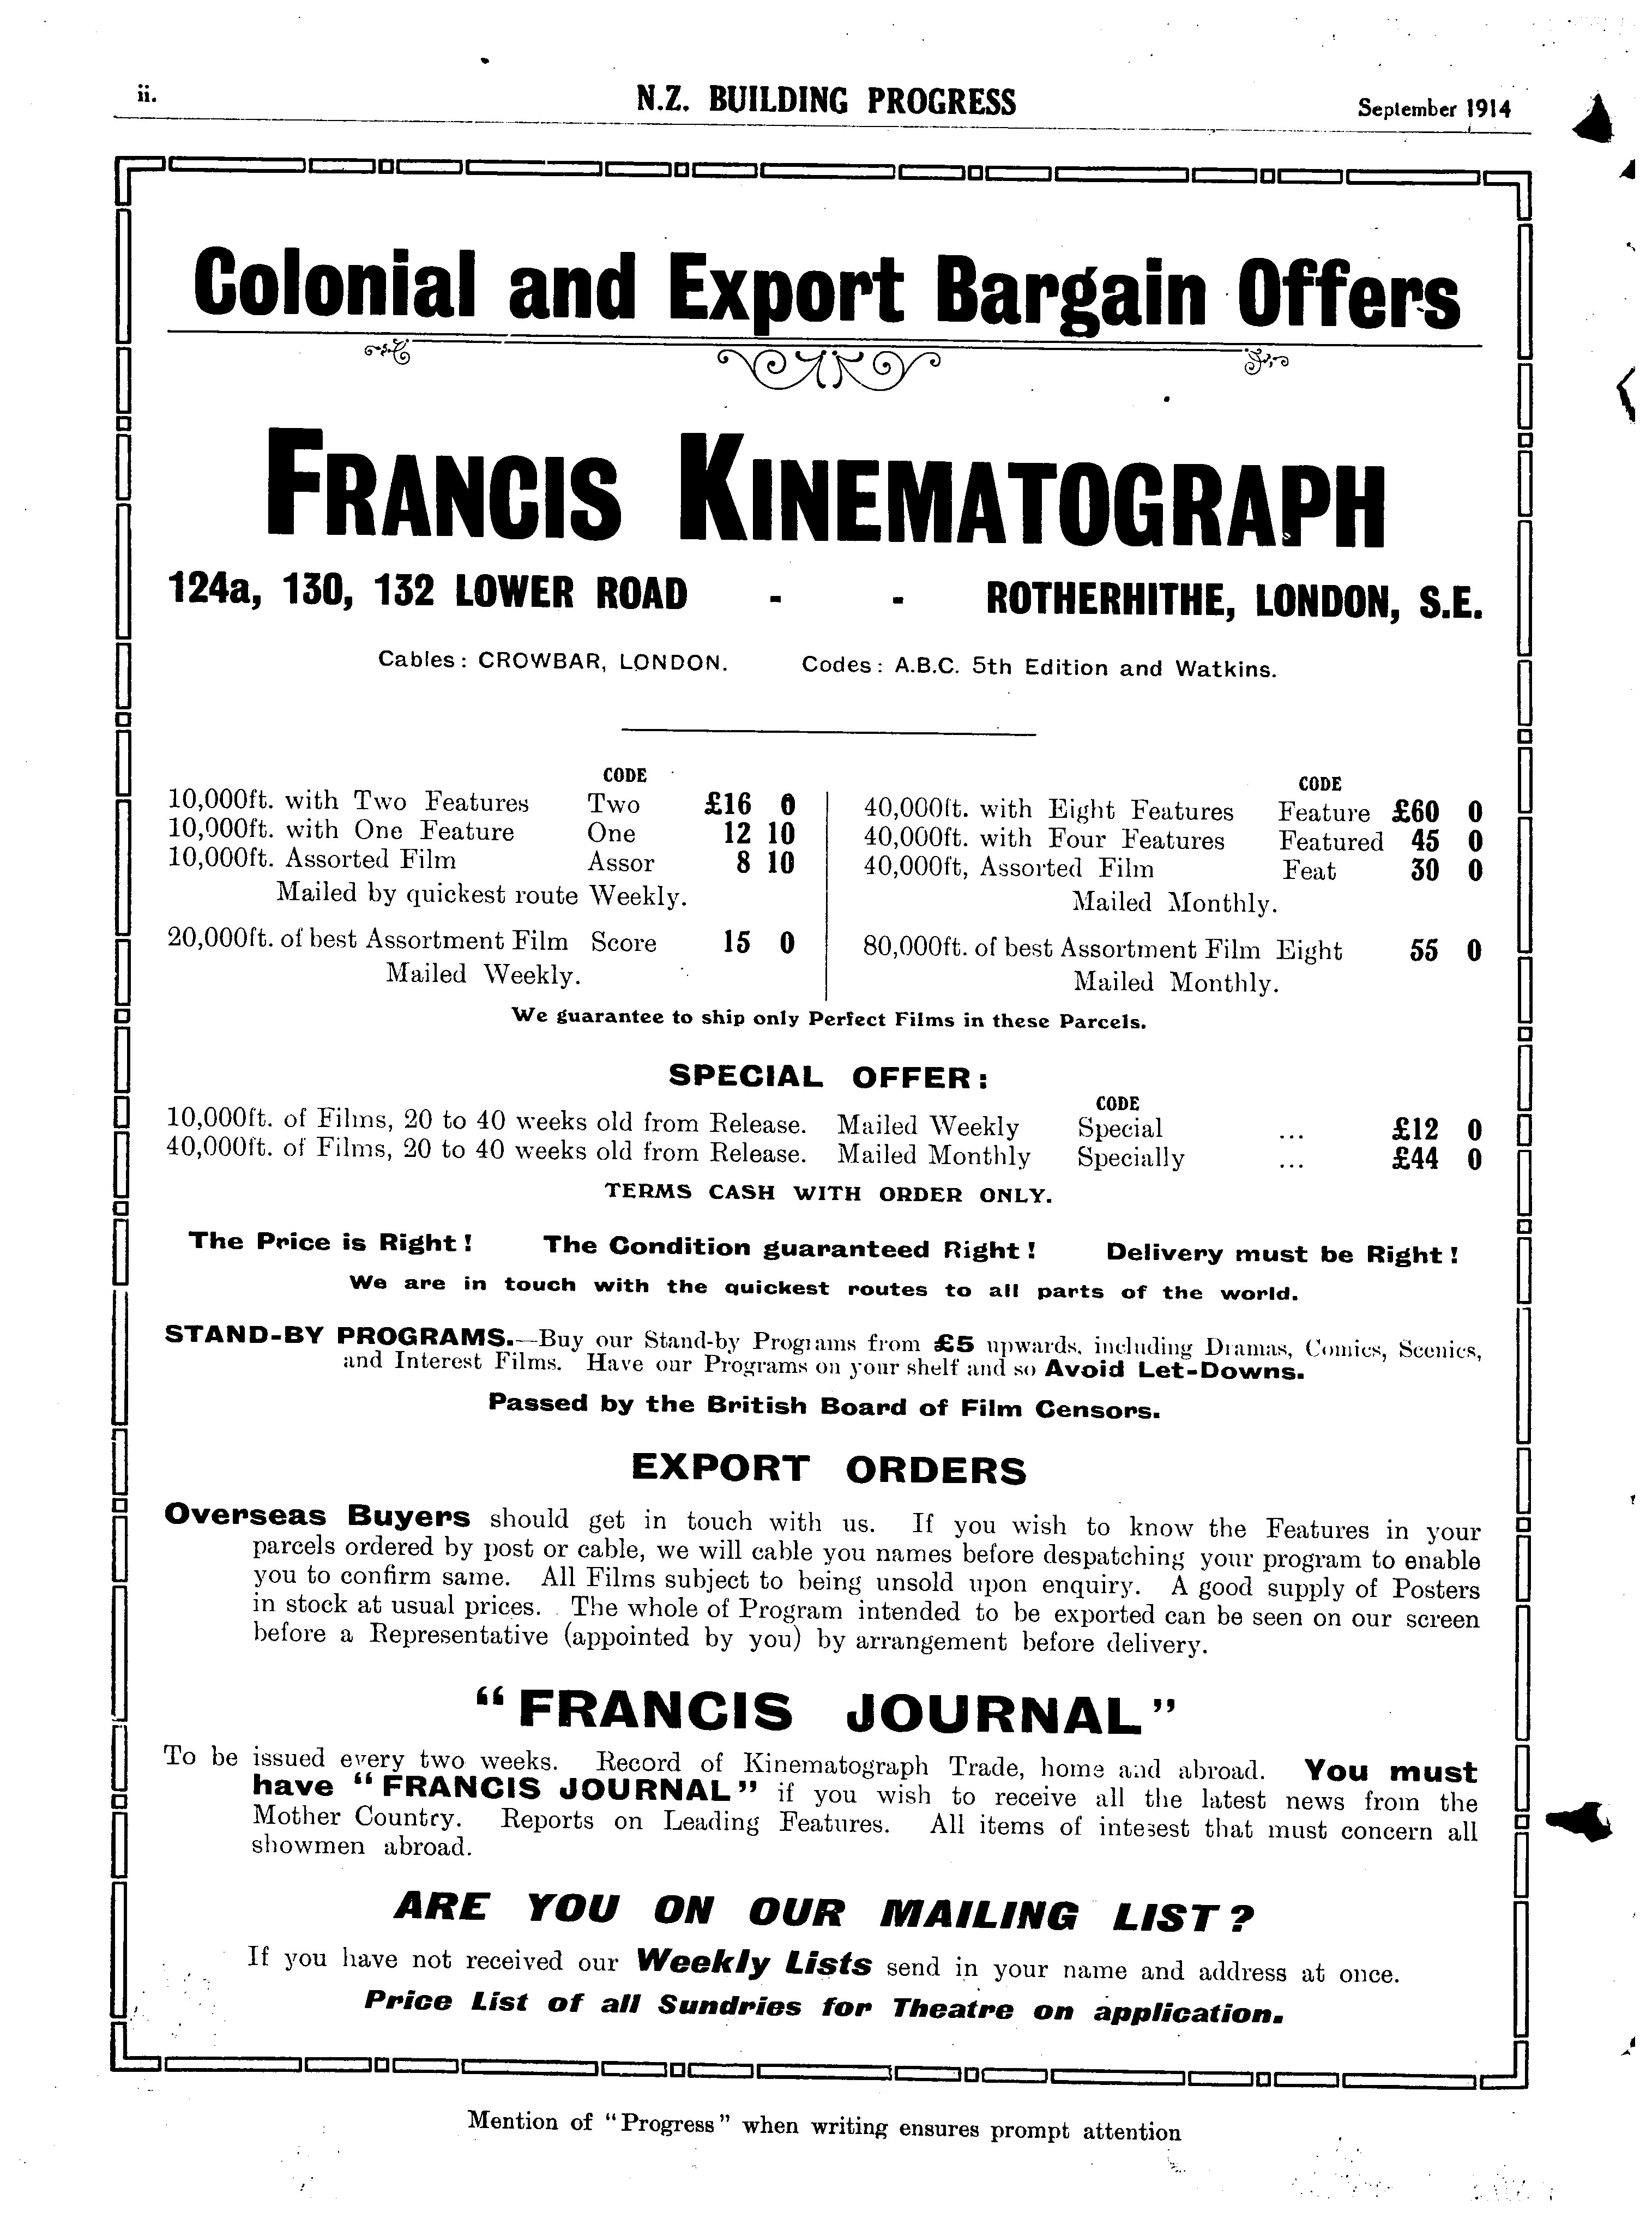 ii.
N.Z. BUILDING PROGRESS
September 1914
Colonial and Export Bargain Offers
FRANCIS KINEMATOGRAPH
124a, 130, 132 LOWER ROAD - - ROTHERHITHE, LONDON, S.E.
Cables: CROWBAR, LONDON. Codes: A.B.C. 5th Edition and Watkins.
CODE
10,000ft. with Two Features Two £16 0
10,000ft. with One Feature One 12 10
10,000ft. Assorted Film Assor 8 10
Mailed by quickest route Weekly.
20,000ft. of best Assortment Film Score 15 0
Mailed Weekly.
CODE
40,000ft. with Eight Features Feature £60 0
40,000ft. with Four Features Featured 45 0
40,000ft, Assorted Film Feat 30 0
Mailed Monthly.
80,000ft. of best Assortment Film Eight 55 0
Mailed Monthly.
We guarantee to ship only Perfect Films in these Parcels.
SPECIAL OFFER:
CODE
10,000ft. of Films, 20 to 40 weeks old from Release. Mailed Weekly Special ... £12 0
40,000ft. of Films, 20 to 40 weeks old from Release. Mailed Monthly Specially ... £44 0
TERMS CASH WITH ORDER ONLY.
The Price is Right! The Condition guaranteed Right! Delivery must be Right!
We are in touch with the quickest routes to all parts of the world.
STAND-BY PROGRAMS.—Buy our Stand-by Programs from £5 upwards, including Dramas, Comics, Scenics,
and Interest Films. Have our Programs on your shelf and so Avoid Let-Downs.
Passed by the British Board of Film Censors.
EXPORT ORDERS
Overseas Buyers should get in touch with us. If you wish to know the Features in your
parcels ordered by post or cable, we will cable you names before despatching your program to enable
you to confirm same. All Films subject to being unsold upon enquiry. A good supply of Posters
in stock at usual prices. The whole of Program intended to be exported can be seen on our screen
before a Representative (appointed by you) by arrangement before delivery.
"FRANCIS JOURNAL"
To be issued every two weeks. Record of Kinematograph Trade, home and abroad. You must
have "FRANCIS JOURNAL" if you wish to receive all the latest news from the
Mother Country. Reports on Leading Features. All items of intesest that must concern all
showmen abroad.
ARE YOU ON OUR MAILING LIST?
If you have not received our Weekly Lists send in your name and address at once.
Price List of all Sundries for Theatre on application.
Mention of "Progress" when writing ensures prompt attention